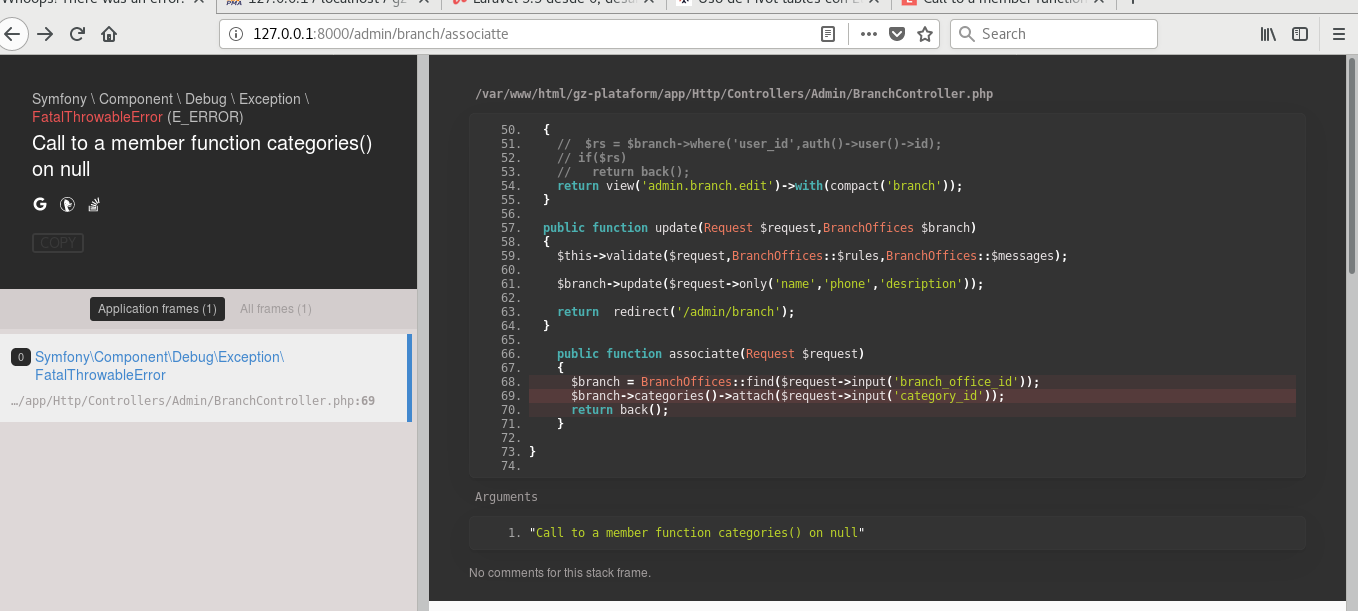 Whoops! There was an error.
127.0.0.1 / localhost / gz
Laravel 5.5 desde 0, desa
Uso de Pivot tables con
Call to a member function
127.0.0.1:8000/admin/branch/associatte
Search
Symfony \ Component \ Debug \ Exception \
FatalThrowableError (E_ERROR)
Call to a member function categories()
on null
COPY
Application frames (1)
All frames (1)
0
Symfony\Component\Debug\Exception\
FatalThrowableError
…/app/Http/Controllers/Admin/BranchController.php:69
/var/www/html/gz-plataform/app/Http/Controllers/Admin/BranchController.php
50. {
51. //  $rs = $branch->where('user_id',auth()->user()->id);
52. // if($rs)
53. //   return back();
54. return view('admin.branch.edit')->with(compact('branch'));
55. }
56.
57. public function update(Request $request,BranchOffices $branch)
58. {
59. $this->validate($request,BranchOffices::$rules,BranchOffices::$messages);
60.
61. $branch->update($request->only('name','phone','desription'));
62.
63. return  redirect('/admin/branch');
64. }
65.
66. public function associatte(Request $request)
67. {
68. $branch = BranchOffices::find($request->input('branch_office_id'));
69. $branch->categories()->attach($request->input('category_id'));
70. return back();
71. }
72.
73. }
74.
Arguments
1. "Call to a member function categories() on null"
No comments for this stack frame.